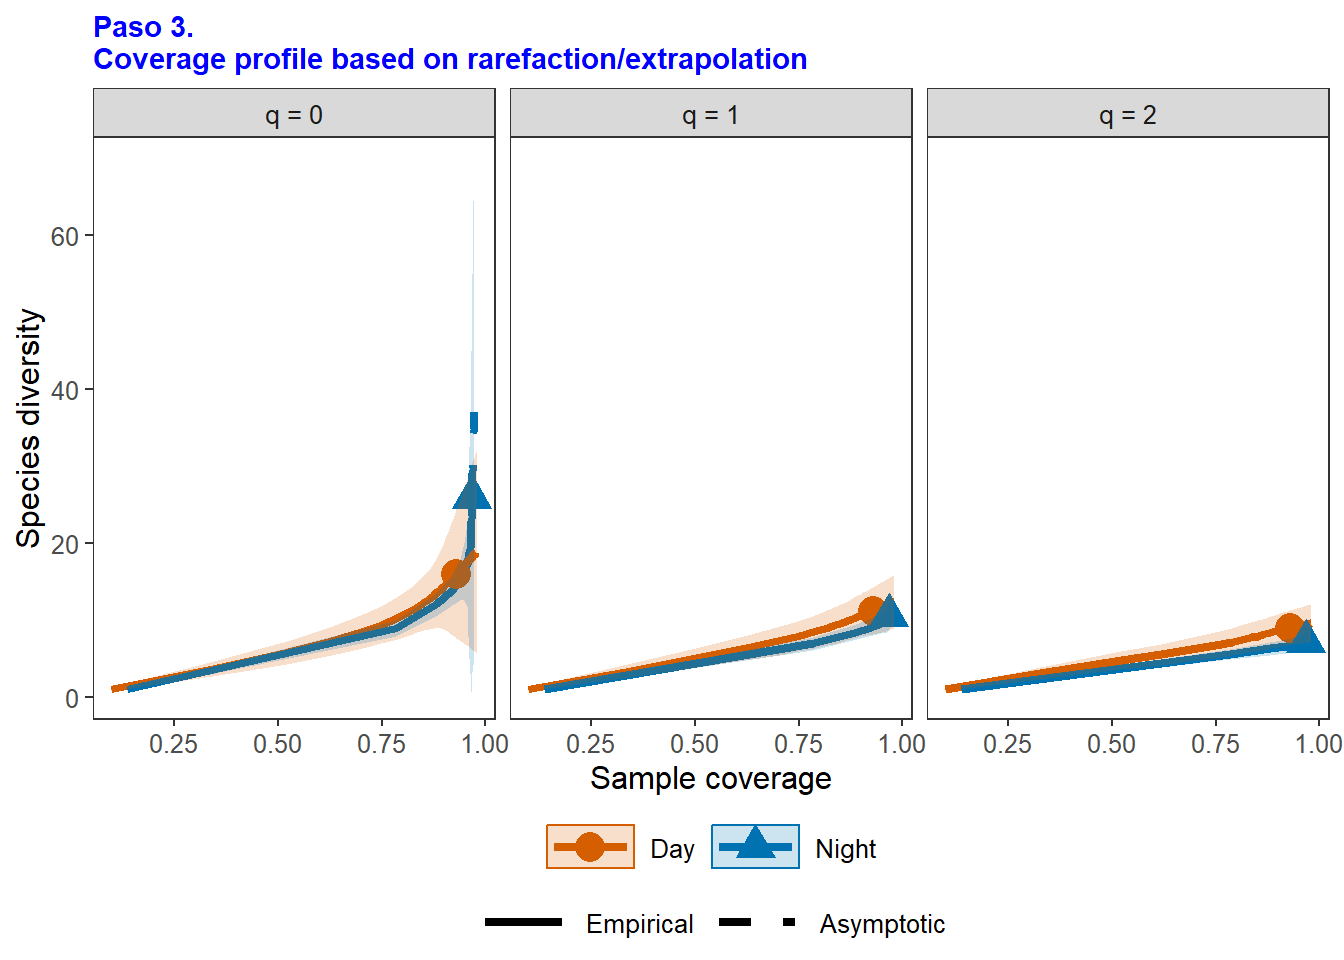 Paso 3.
Coverage profile based on rarefaction/extrapolation
q = 0
q = 1
q = 2
Species diversity
60
40
20
0
0.25 0.50 0.75 1.00
0.25 0.50 0.75 1.00
0.25 0.50 0.75 1.00
Sample coverage
Day Night
Empirical Asymptotic